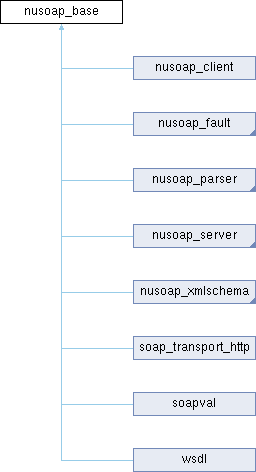 nusoap_base
nusoap_client
nusoap_fault
nusoap_parser
nusoap_server
nusoap_xmlschema
soap_transport_http
soapval
wsdl